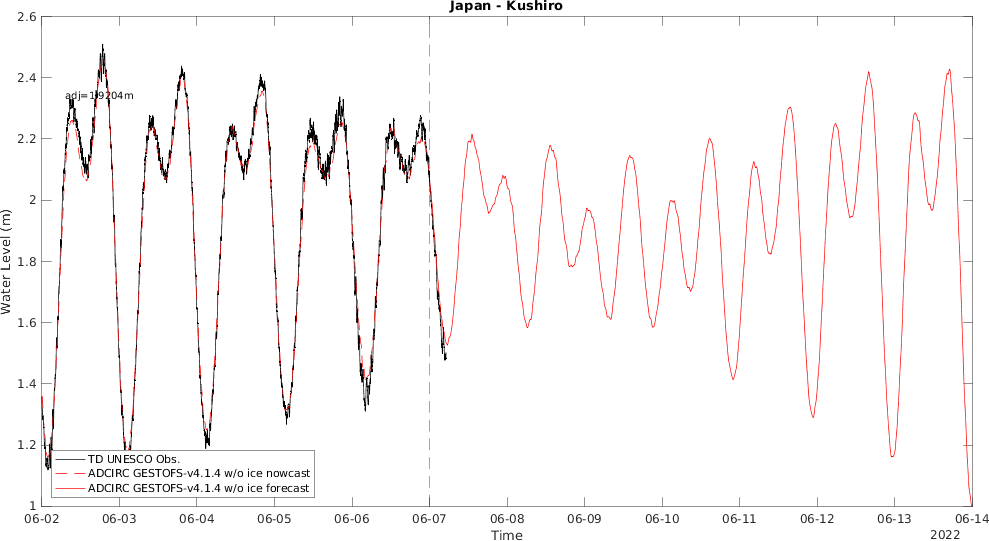 Japan - Kushiro
2.6
2.4
2.2
2
1.8
1.6
1.4
1.2
1
Water Level (m)
adj=1.9204m
TD UNESCO Obs.
ADCIRC GESTOFS-v4.1.4 w/o ice nowcast
ADCIRC GESTOFS-v4.1.4 w/o ice forecast
06-02 06-03 06-04 06-05 06-06 06-07 06-08 06-09 06-10 06-11 06-12 06-13 06-14
Time
2022